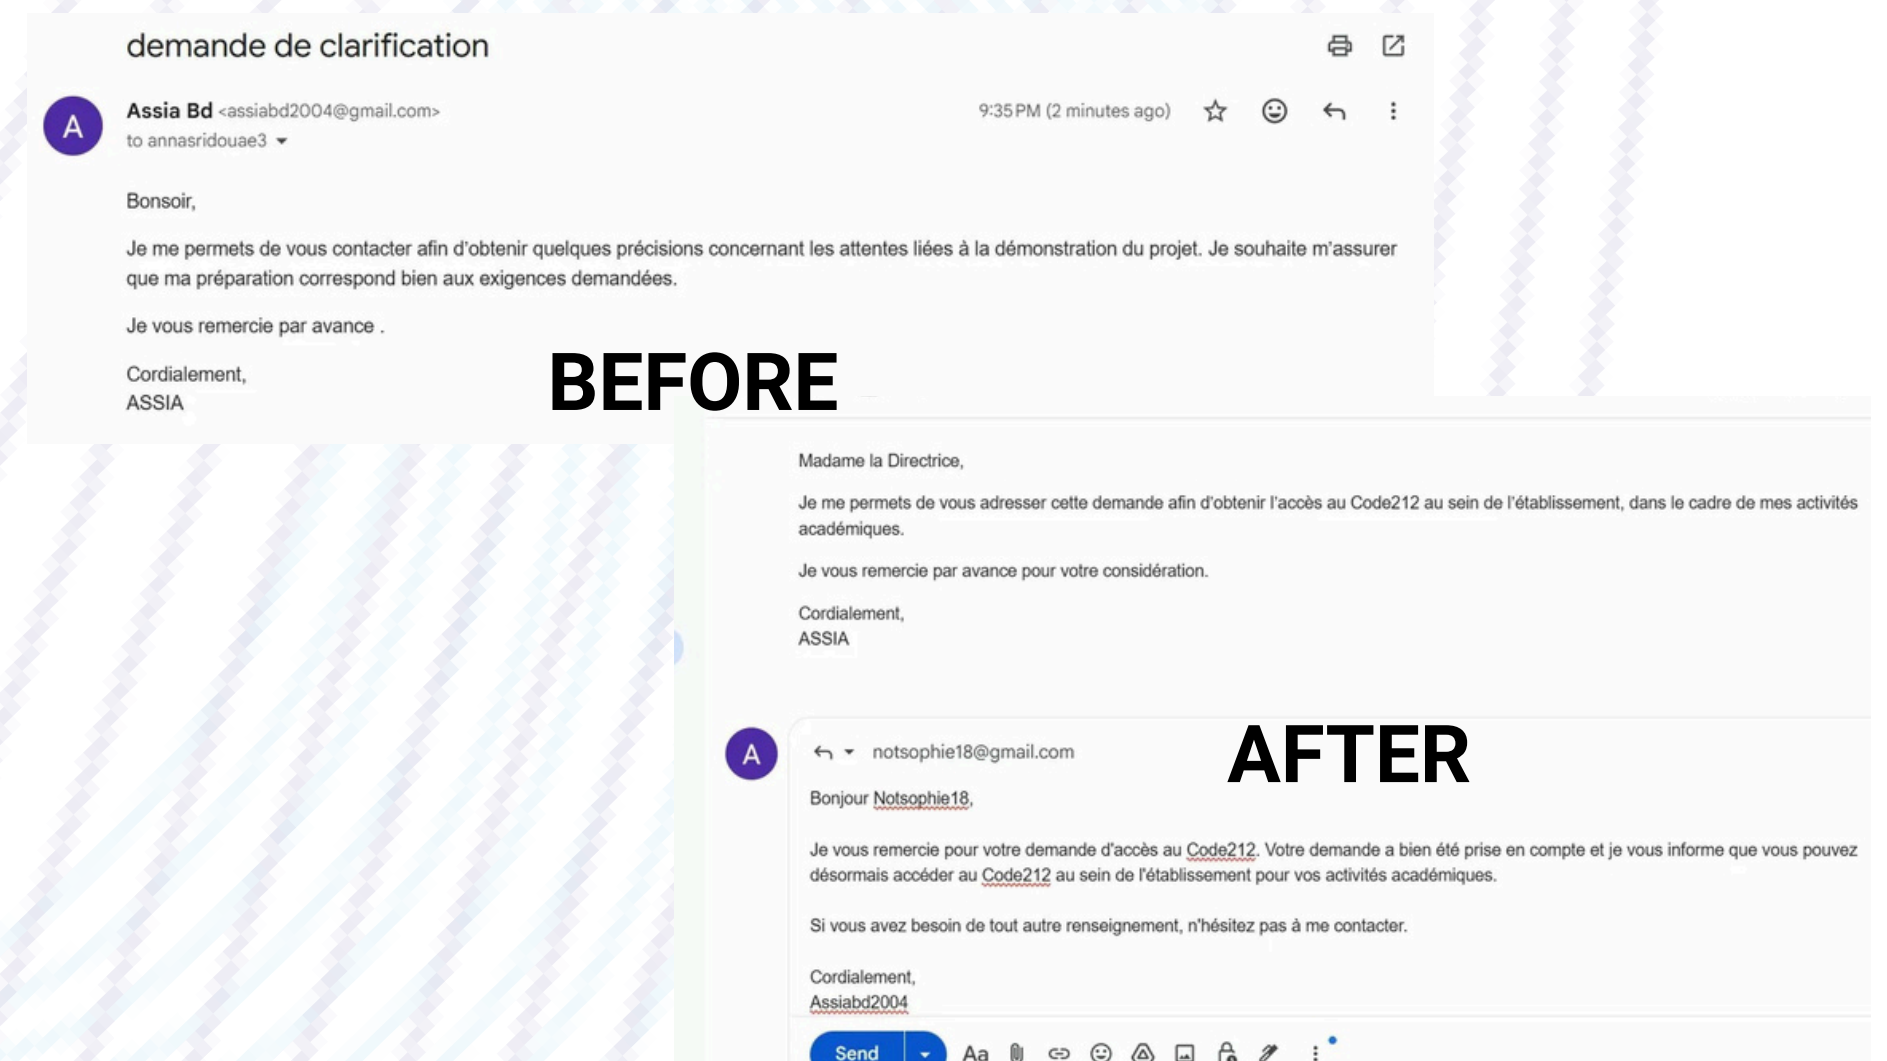 demande de clarification
A
Assia Bd <assiabd2004@gmail.com>
9:35 PM (2 minutes ago)
to annasridouae3
Bonsoir,
Je me permets de vous contacter afin d'obtenir quelques précisions concernant les attentes liées à la démonstration du projet. Je souhaite m'assurer
que ma préparation correspond bien aux exigences demandées.
Je vous remercie par avance .
Cordialement,
ASSIA
BEFORE
Madame la Directrice,
Je me permets de vous adresser cette demande afin d'obtenir l'accès au Code212 au sein de l'établissement, dans le cadre de mes activités
académiques.
Je vous remercie par avance pour votre considération.
Cordialement,
ASSIA
AFTER
A
notsophie18@gmail.com
Bonjour Notsophie18,
Je vous remercie pour votre demande d'accès au Code212. Votre demande a bien été prise en compte et je vous informe que vous pouvez
désormais accéder au Code212 au sein de l'établissement pour vos activités académiques.
Si vous avez besoin de tout autre renseignement, n'hésitez pas à me contacter.
Cordialement,
Assiabd2004
Send
Aa